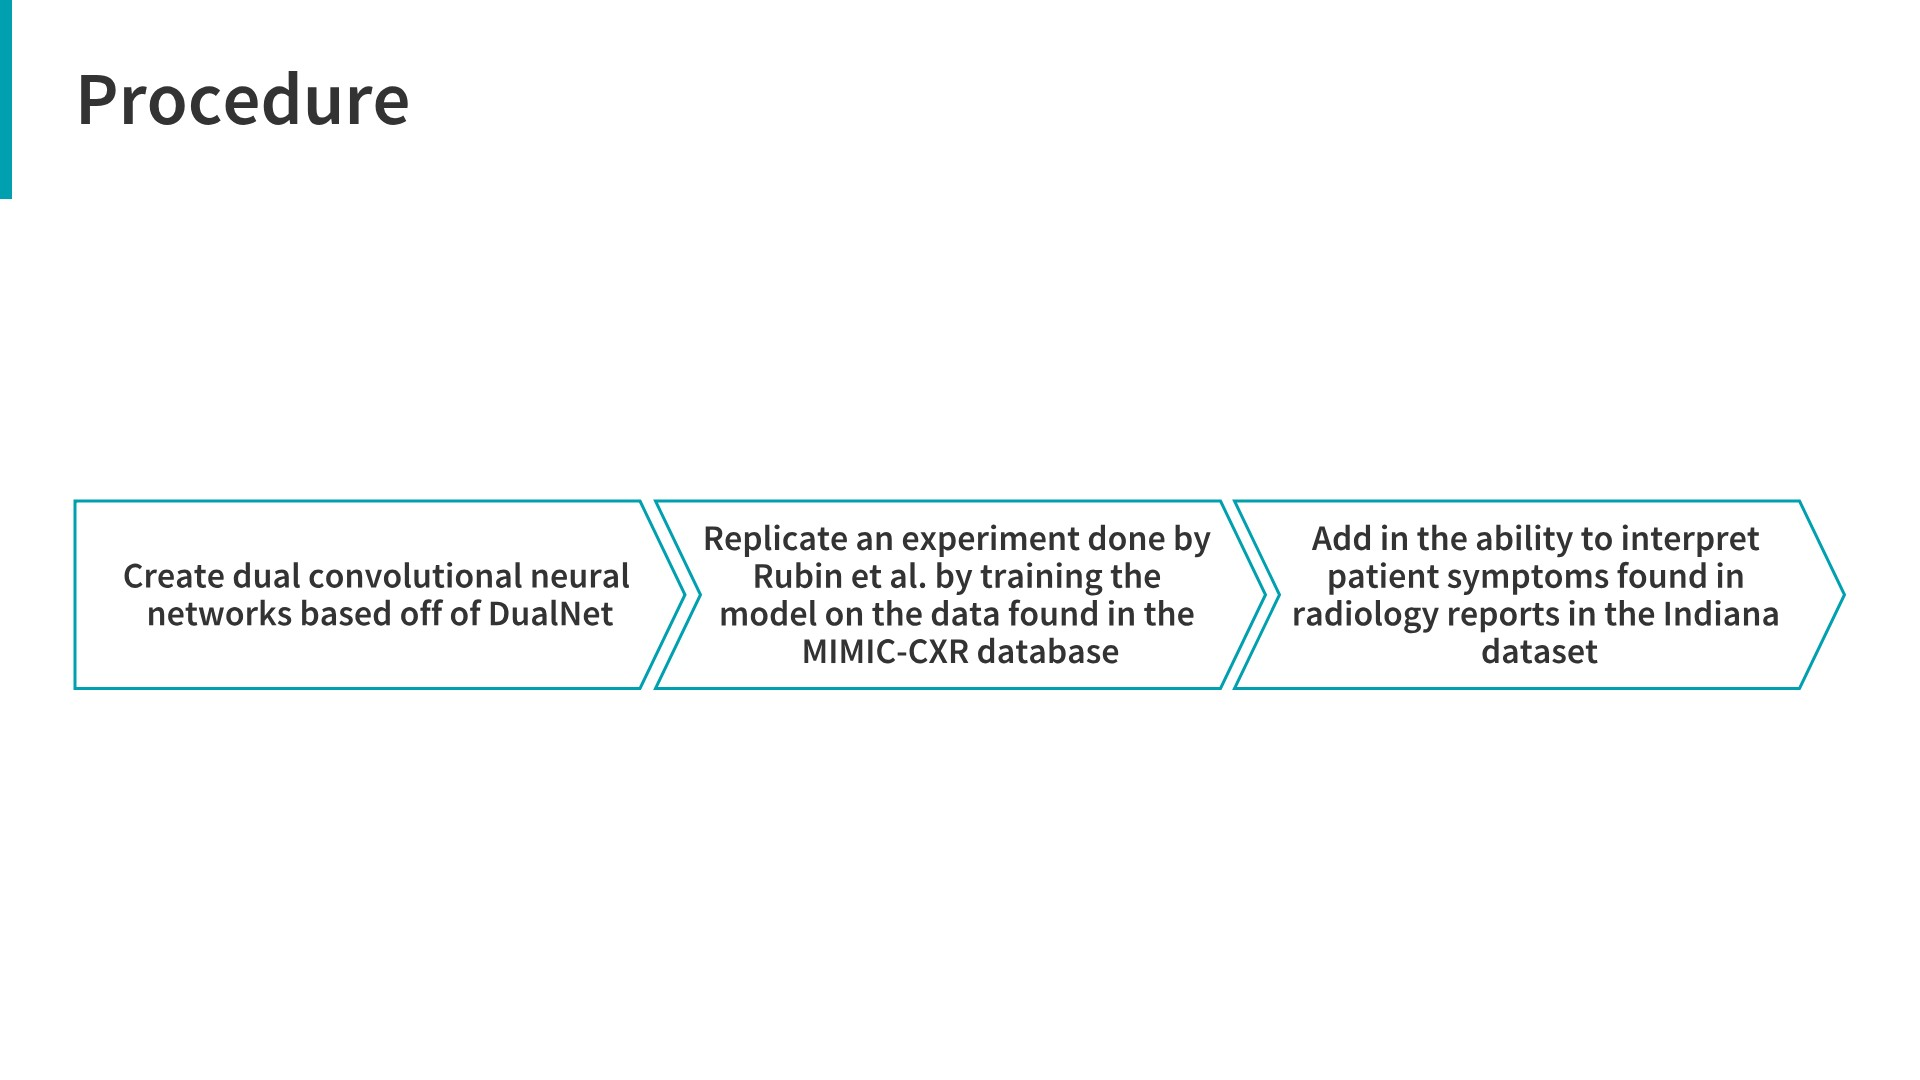 Procedure
Create dual convolutional neural
networks based off of DualNet
Replicate an experiment done by
Rubin et al. by training the
model on the data found in the
MIMIC-CXR database
Add in the ability to interpret
patient symptoms found in
radiology reports in the Indiana
dataset